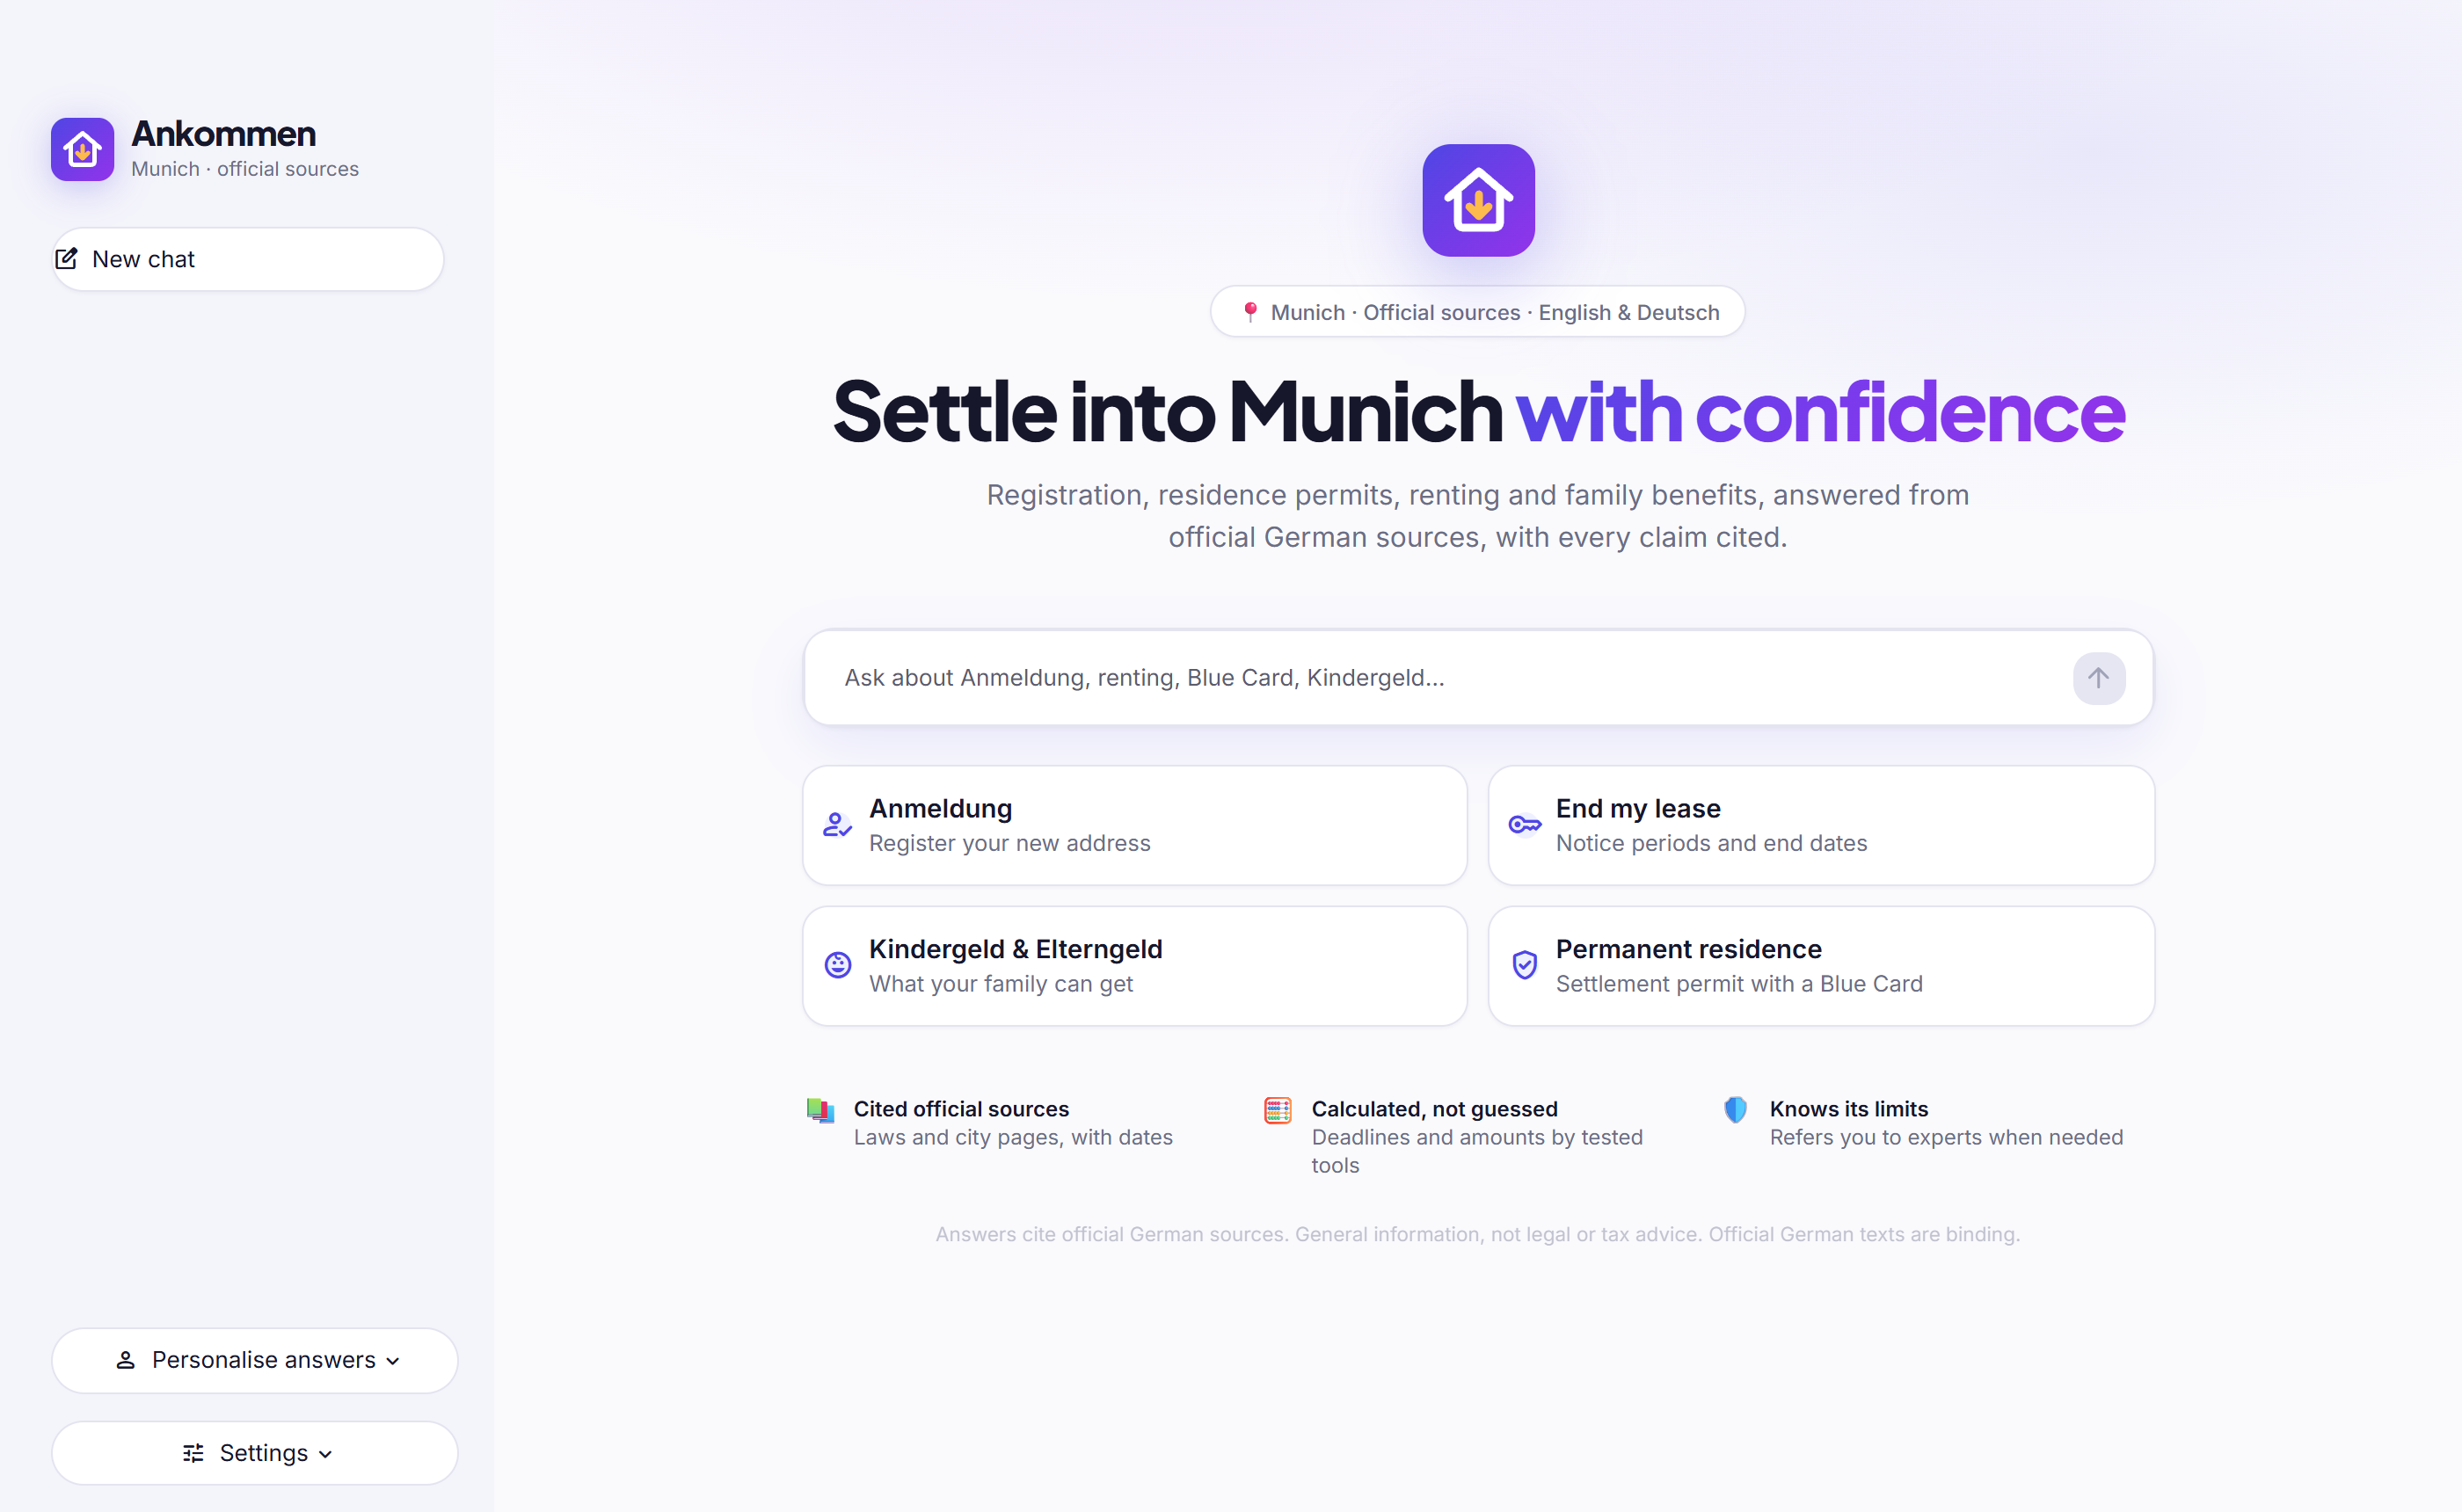 Ankommen
Munich · official sources
New chat
Personalise answers
Settings
Munich · Official sources · English & Deutsch
Settle into Munich with confidence
Registration, residence permits, renting and family benefits, answered from
official German sources, with every claim cited.
Ask about Anmeldung, renting, Blue Card, Kindergeld...
Anmeldung
Register your new address
End my lease
Notice periods and end dates
Kindergeld & Elterngeld
What your family can get
Permanent residence
Settlement permit with a Blue Card
Cited official sources
Laws and city pages, with dates
Calculated, not guessed
Deadlines and amounts by tested
tools
Knows its limits
Refers you to experts when needed
Answers cite official German sources. General information, not legal or tax advice. Official German texts are binding.